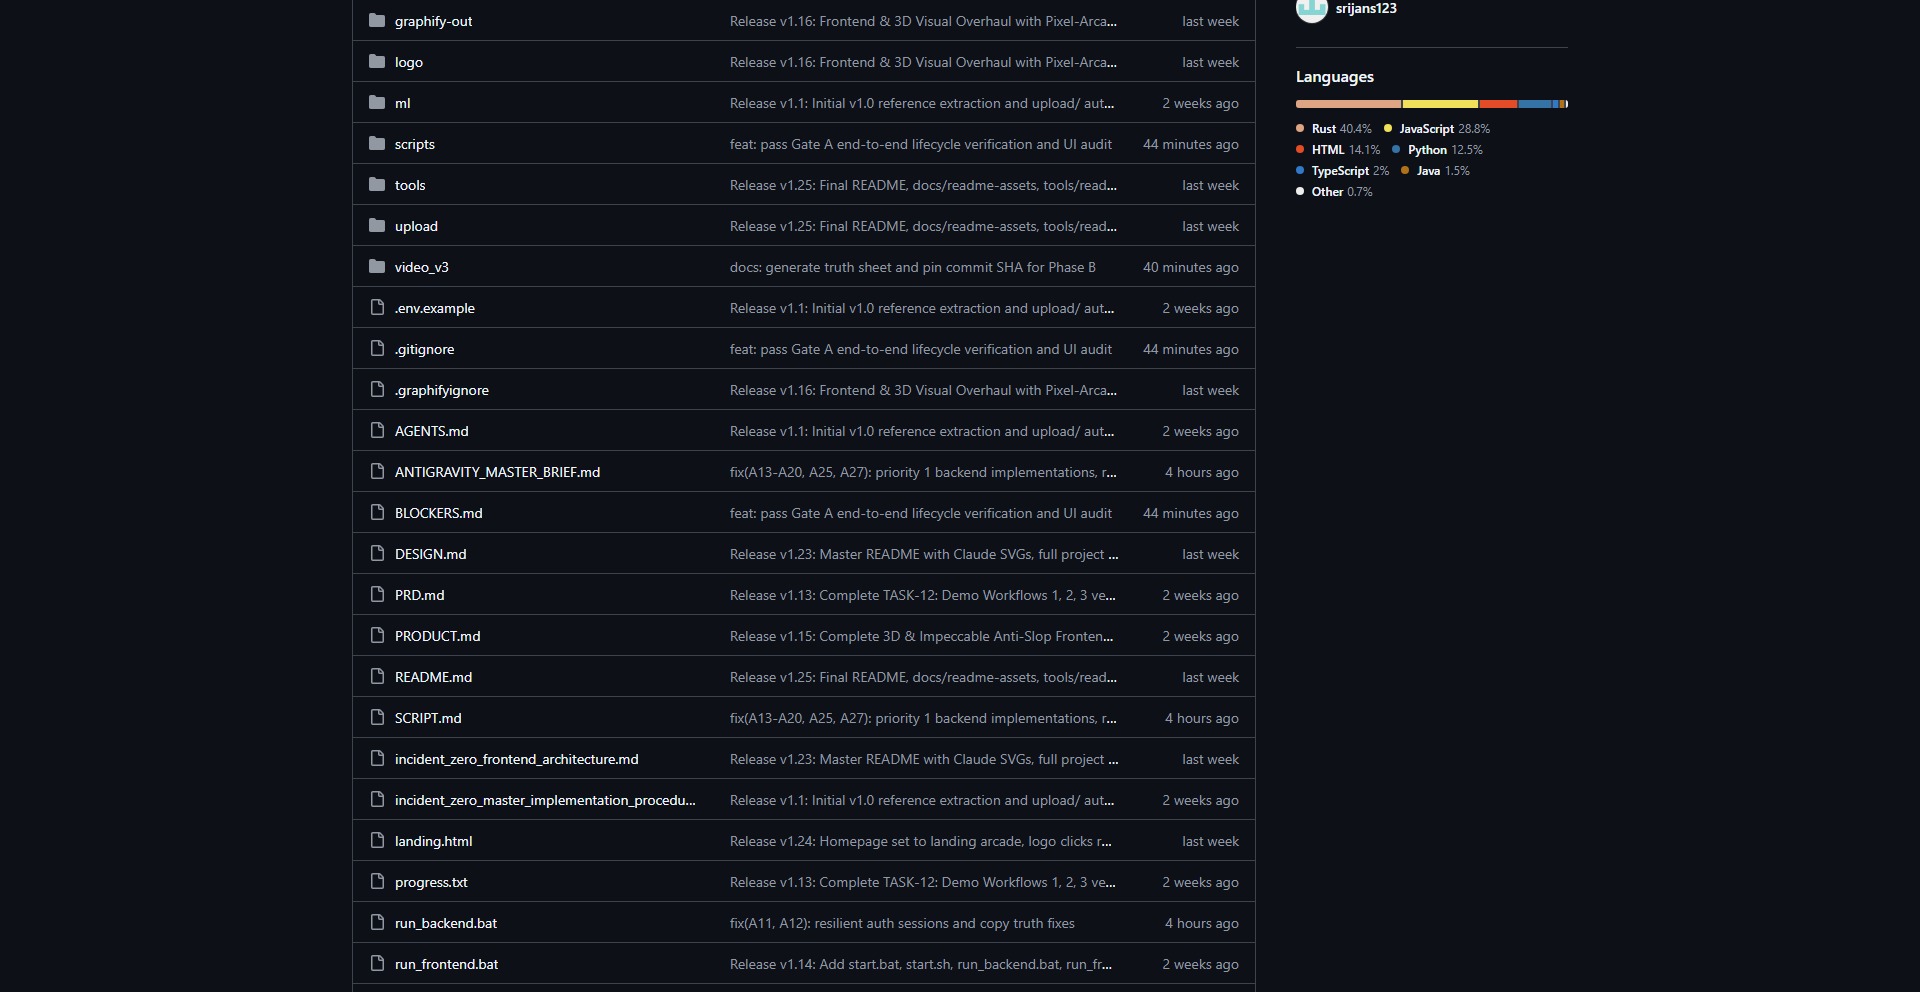 srijans123
graphify-out Release v1.16: Frontend & 3D Visual Overhaul with Pixel-Arca... last week
logo Release v1.16: Frontend & 3D Visual Overhaul with Pixel-Arca... last week
ml Release v1.1: Initial v1.0 reference extraction and upload/ aut... 2 weeks ago
scripts feat: pass Gate A end-to-end lifecycle verification and UI audit 44 minutes ago
tools Release v1.25: Final README, docs/readme-assets, tools/read... last week
upload Release v1.25: Final README, docs/readme-assets, tools/read... last week
video_v3 docs: generate truth sheet and pin commit SHA for Phase B 40 minutes ago
.env.example Release v1.1: Initial v1.0 reference extraction and upload/ aut... 2 weeks ago
.gitignore feat: pass Gate A end-to-end lifecycle verification and UI audit 44 minutes ago
.graphifyignore Release v1.16: Frontend & 3D Visual Overhaul with Pixel-Arca... last week
AGENTS.md Release v1.1: Initial v1.0 reference extraction and upload/ aut... 2 weeks ago
ANTIGRAVITY_MASTER_BRIEF.md fix(A13-A20, A25, A27): priority 1 backend implementations, r... 4 hours ago
BLOCKERS.md feat: pass Gate A end-to-end lifecycle verification and UI audit 44 minutes ago
DESIGN.md Release v1.23: Master README with Claude SVGs, full project ... last week
PRD.md Release v1.13: Complete TASK-12: Demo Workflows 1, 2, 3 ve... 2 weeks ago
PRODUCT.md Release v1.15: Complete 3D & Impeccable Anti-Slop Fronten... 2 weeks ago
README.md Release v1.25: Final README, docs/readme-assets, tools/read... last week
SCRIPT.md fix(A13-A20, A25, A27): priority 1 backend implementations, r... 4 hours ago
incident_zero_frontend_architecture.md Release v1.23: Master README with Claude SVGs, full project ... last week
incident_zero_master_implementation_procedu... Release v1.1: Initial v1.0 reference extraction and upload/ aut... 2 weeks ago
landing.html Release v1.24: Homepage set to landing arcade, logo clicks r... last week
progress.txt Release v1.13: Complete TASK-12: Demo Workflows 1, 2, 3 ve... 2 weeks ago
run_backend.bat fix(A11, A12): resilient auth sessions and copy truth fixes 4 hours ago
run_frontend.bat Release v1.14: Add start.bat, start.sh, run_backend.bat, run_fr... 2 weeks ago
Languages
Rust 40.4% JavaScript 28.8%
HTML 14.1% Python 12.5%
TypeScript 2% Java 1.5%
Other 0.7%